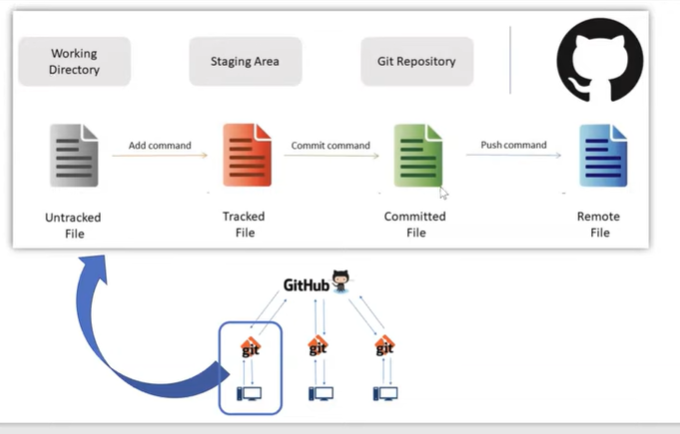 Working
Directory
Staging Area
Git Repository
Add command
Commit command
Push command
Untracked
File
Tracked
File
Committed
File
Remote
File
GitHub
git
git
git